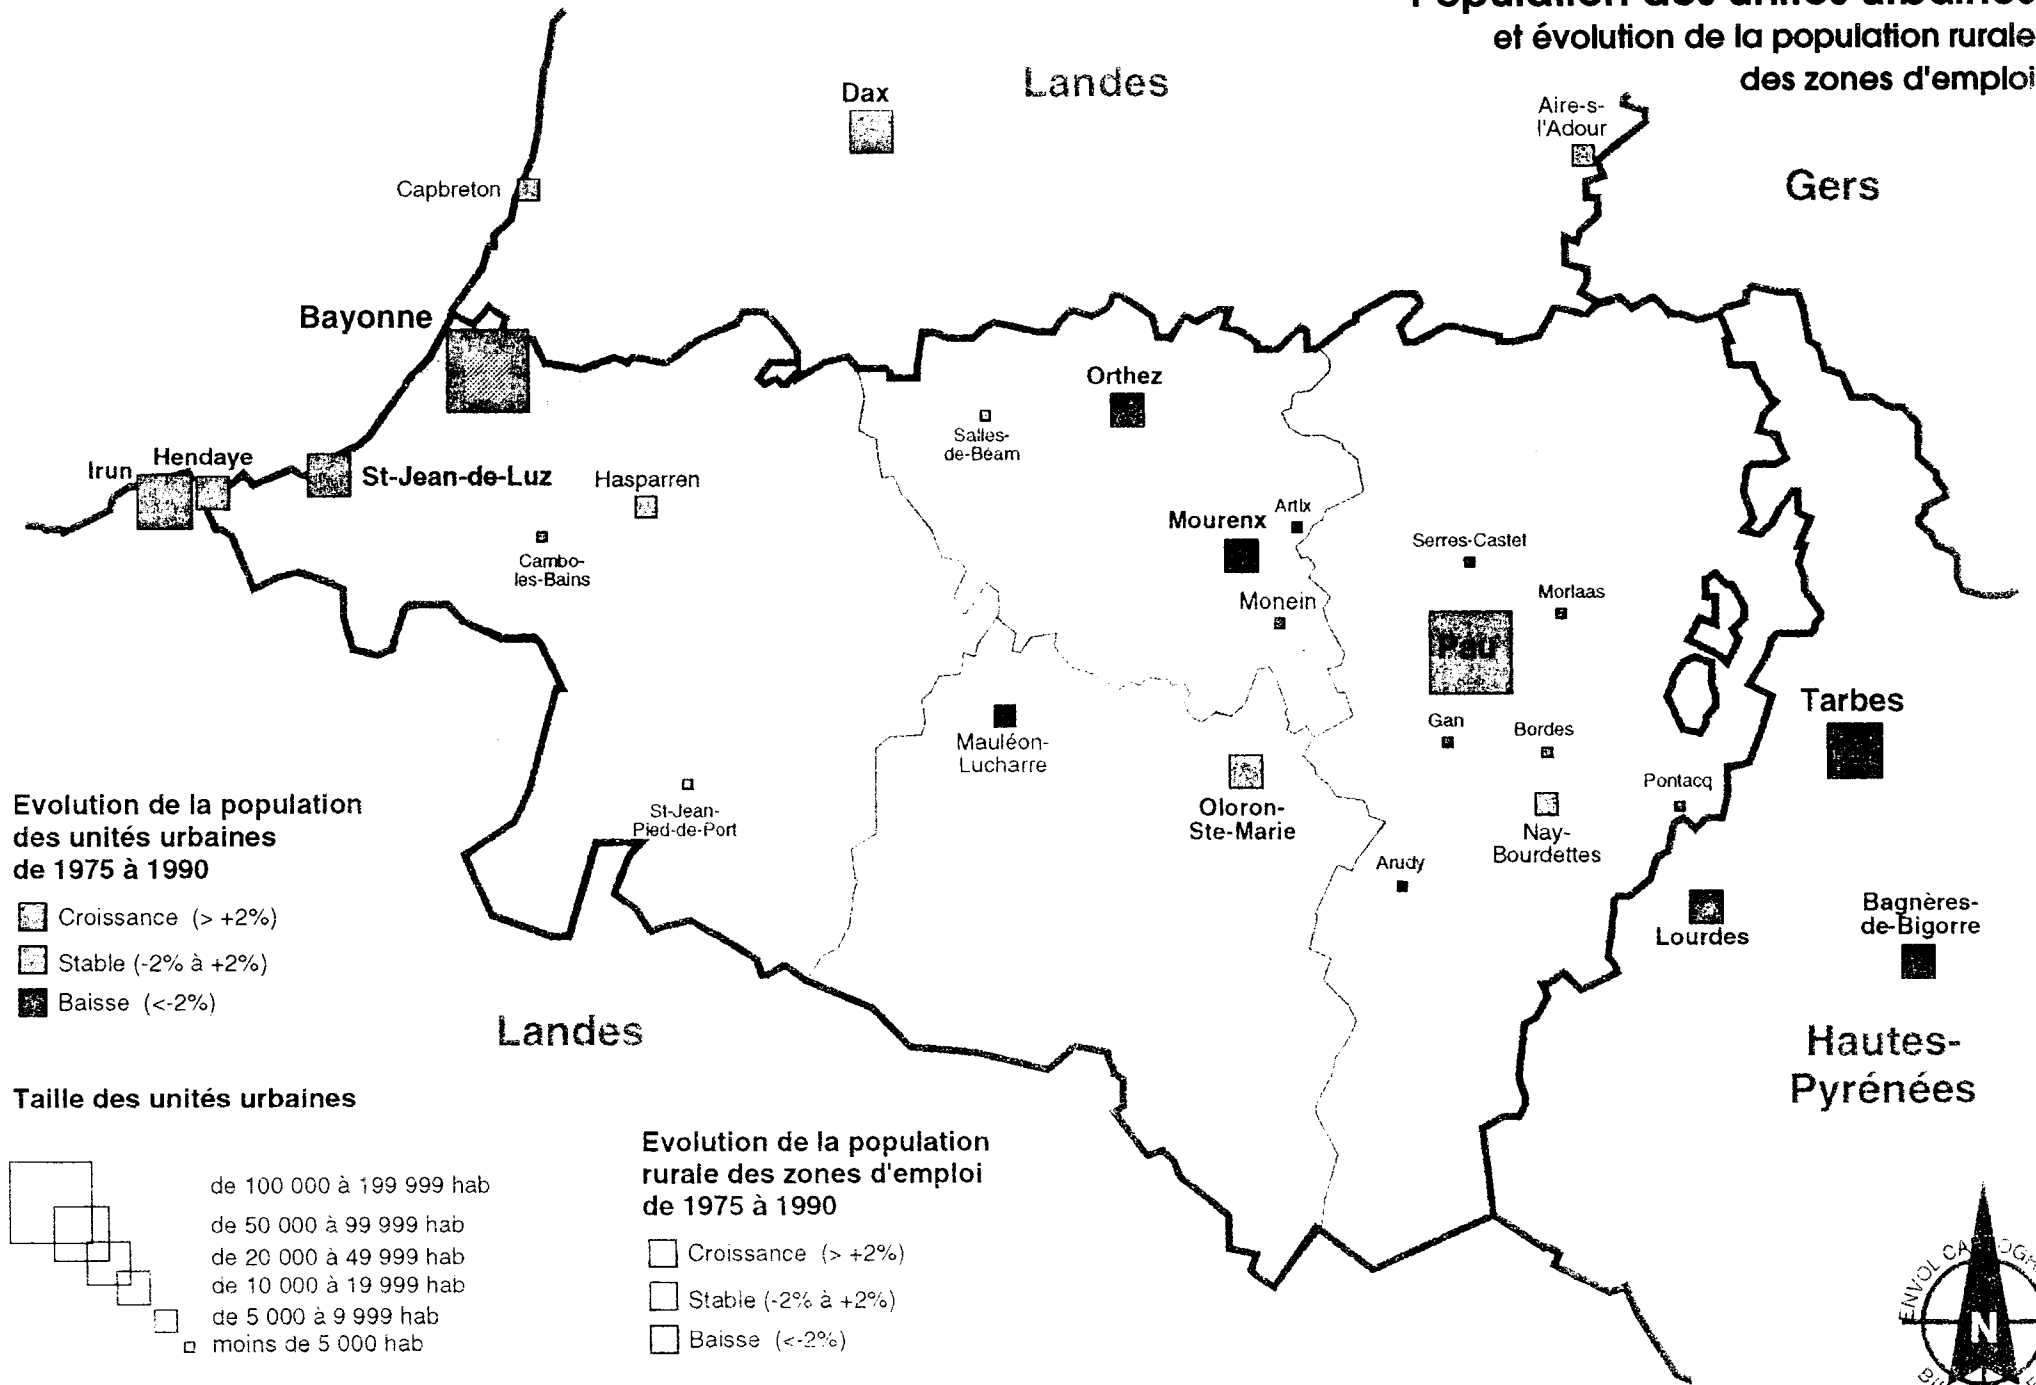 Population des unités urbaines
et évolution de la population rurale
des zones d'emploi
Landes
Dax
Aire-s-
l'Adour
Gers
Capbreton
Bayonne
Orthez
Salles-
de-Béarn
Irun
Hendaye
St-Jean-de-Luz
Hasparren
Cambo-
les-Bains
Mourenx
Artix
Serres-Castet
Monein
Morlaas
Pau
Tarbes
Mauléon-
Lucharre
Gan
Bordes
Pontacq
St-Jean-
Pied-de-Port
Oloron-
Ste-Marie
Nay-
Bourdettes
Arudy
Lourdes
Bagnères-
de-Bigorre
Hautes-
Pyrénées
Landes
Evolution de la population
des unités urbaines
de 1975 à 1990
Croissance (> +2%)
Stable (-2% à +2%)
Baisse (<-2%)
Taille des unités urbaines
de 100 000 à 199 999 hab
de 50 000 à 99 999 hab
de 20 000 à 49 999 hab
de 10 000 à 19 999 hab
de 5 000 à 9 999 hab
moins de 5 000 hab
Evolution de la population
rurale des zones d'emploi
de 1975 à 1990
Croissance (> +2%)
Stable (-2% à +2%)
Baisse (<-2%)
ENVOL
N